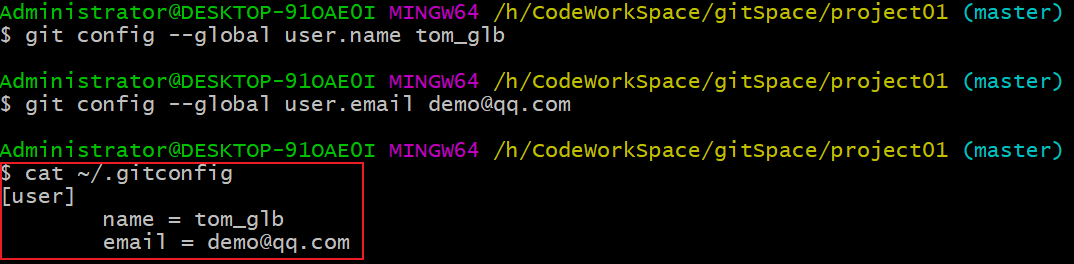 Administrator@DESKTOP-91OAE0I MINGW64 /h/CodeWorkSpace/gitSpace/project01 (master)
$ git config --global user.name tom_glb
Administrator@DESKTOP-91OAE0I MINGW64 /h/CodeWorkSpace/gitSpace/project01 (master)
$ git config --global user.email demo@qq.com
Administrator@DESKTOP-91OAE0I MINGW64 /h/CodeWorkSpace/gitSpace/project01 (master)
$ cat ~/.gitconfig
[user]
        name = tom_glb
        email = demo@qq.com